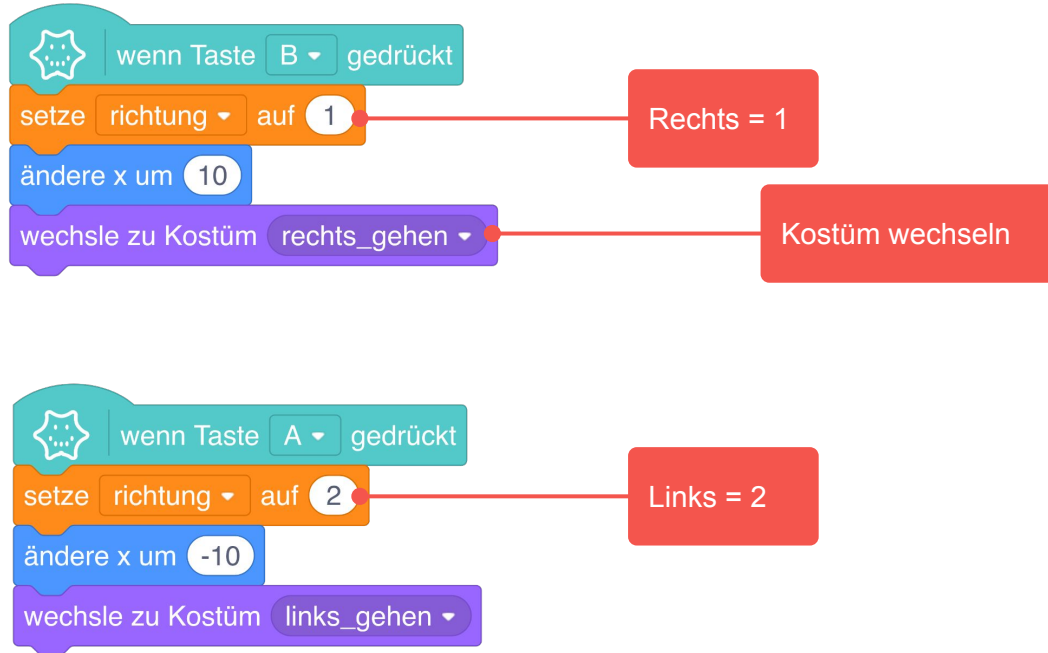 wenn Taste B gedrückt
setze richtung auf 1
Rechts = 1
ändere x um 10
wechsle zu Kostüm rechts_gehen
Kostüm wechseln
wenn Taste A gedrückt
setze richtung auf 2
Links = 2
ändere x um -10
wechsle zu Kostüm links_gehen